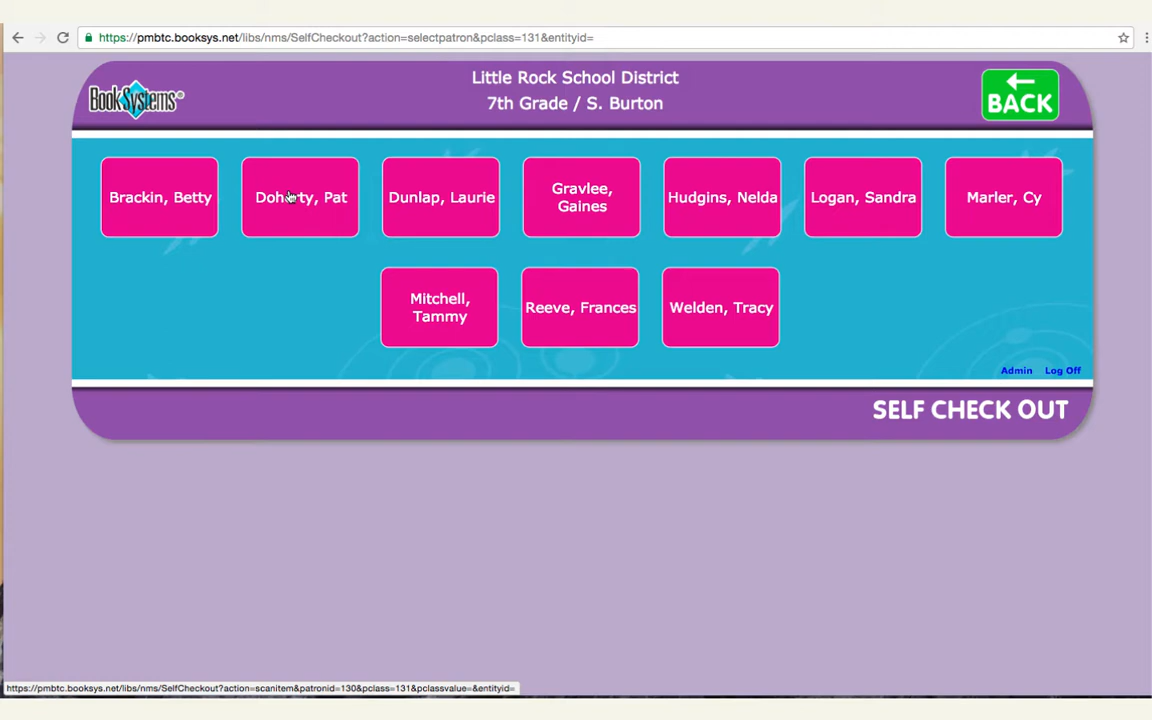 https://pmbtc.booksys.net/libs/nms/SelfCheckout?action=selectpatron&pclass=131&entityid=
BookSystems®
Little Rock School District
7th Grade / S. Burton
BACK
Brackin, Betty
Doherty, Pat
Dunlap, Laurie
Gravlee,
Gaines
Hudgins, Nelda
Logan, Sandra
Marler, Cy
Mitchell,
Tammy
Reeve, Frances
Welden, Tracy
Admin
Log Off
SELF CHECK OUT
https://pmbtc.booksys.net/libs/nms/SelfCheckout?action=scanitem&patronid=130&pclass=131&pclassvalue=&entityid=